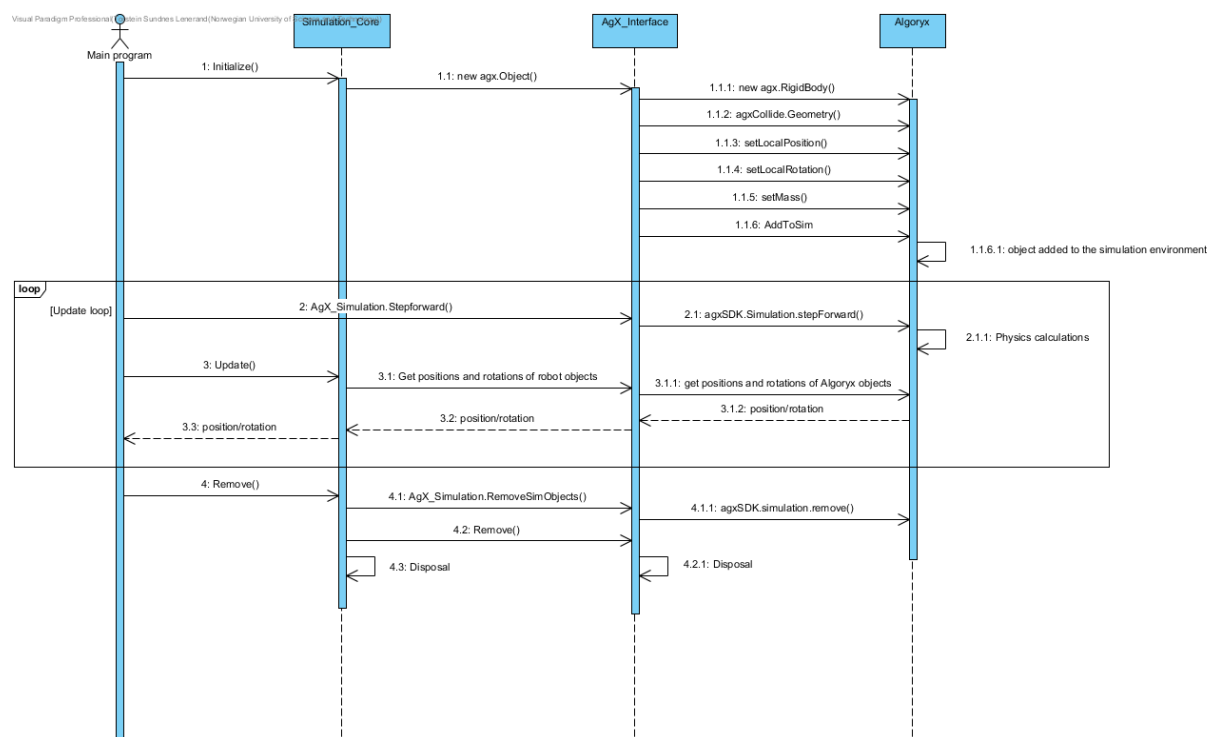 Visual Paradigm Professional
Sundnes Lenerand(Norwegian University of
Simulation_Core
AgX_Interface
Algoryx
Main program
1: Initialize()
1.1: new agx.Object()
1.1.1: new agx.RigidBody()
1.1.2: agxCollide.Geometry()
1.1.3: setLocalPosition()
1.1.4: setLocalRotation()
1.1.5: setMass()
1.1.6: AddToSim
1.1.6.1: object added to the simulation environment
loop
[Update loop]
2: AgX_Simulation.Stepforward()
2.1: agxSDK.Simulation.stepForward()
2.1.1: Physics calculations
3: Update()
3.1: Get positions and rotations of robot objects
3.1.1: get positions and rotations of Algoryx objects
3.1.2: position/rotation
3.2: position/rotation
3.3: position/rotation
4: Remove()
4.1: AgX_Simulation.RemoveSimObjects()
4.1.1: agxSDK.simulation.remove()
4.2: Remove()
4.3: Disposal
4.2.1: Disposal